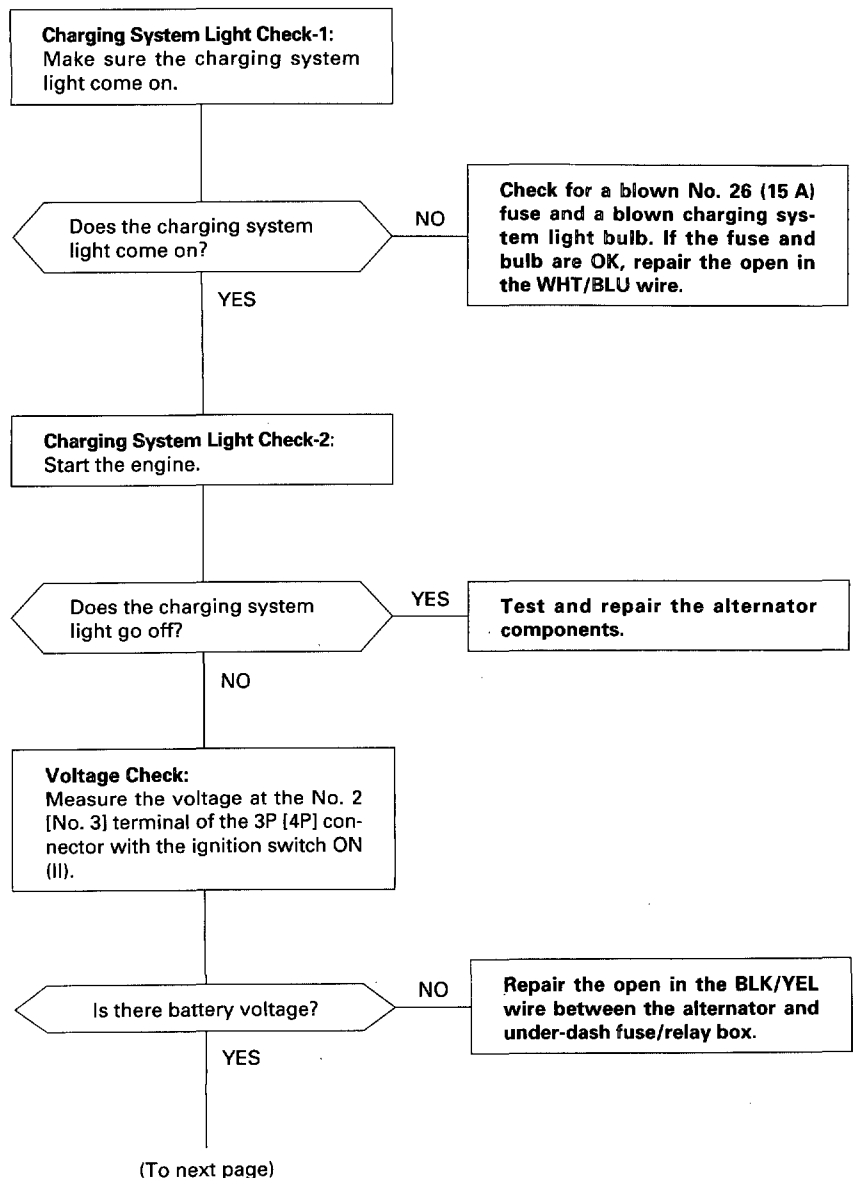 Charging System Light Check-1:
Make sure the charging system
light come on.
Does the charging system
light come on?
NO
Check for a blown No. 26 (15 A)
fuse and a blown charging sys-
tem light bulb. If the fuse and
bulb are OK, repair the open in
the WHT/BLU wire.
YES
Charging System Light Check-2:
Start the engine.
Does the charging system
light go off?
YES
Test and repair the alternator
components.
NO
Voltage Check:
Measure the voltage at the No. 2
[No. 3] terminal of the 3P [4P] con-
nector with the ignition switch ON
(II).
Is there battery voltage?
NO
Repair the open in the BLK/YEL
wire between the alternator and
under-dash fuse/relay box.
YES
(To next page)